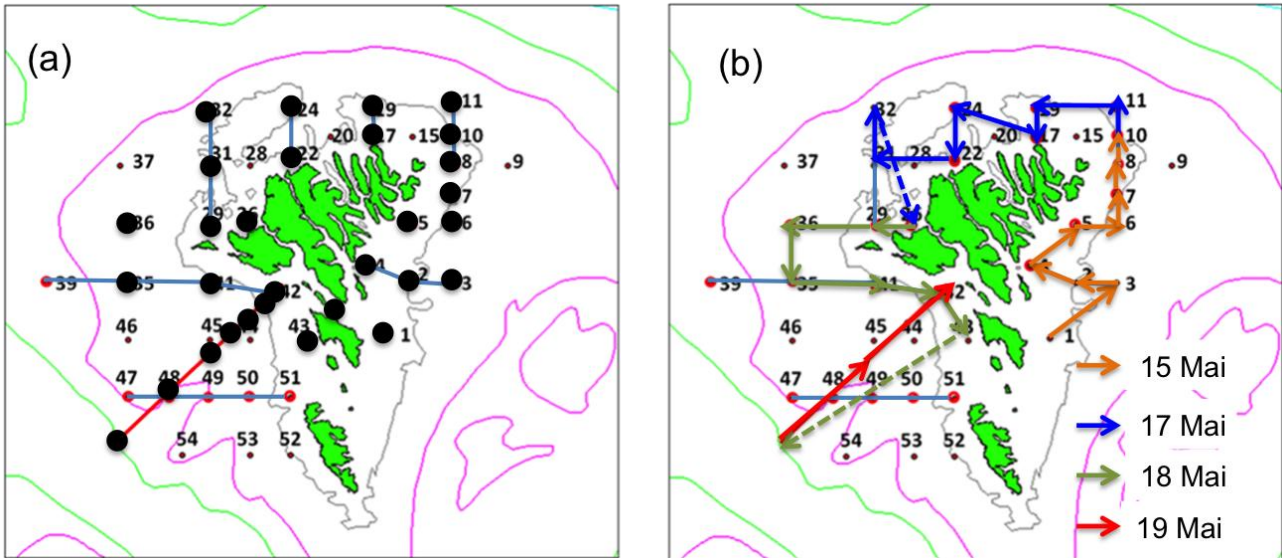 (a)
32 24 19 11
20 17 15 10
37 31 28 22 8 9
7
36 29 5 6
39 35 2 3
42
46 45 43 1
47 48 49 50 51
54 53 52
(b)
32 24 19 11
20 17 15 10
37 28 22 8 9
7
36 29 5 6
39 35 2 3
42
46 45 44 43 1
47 48 49 50 51
54 53 52
15 Mai
17 Mai
18 Mai
19 Mai